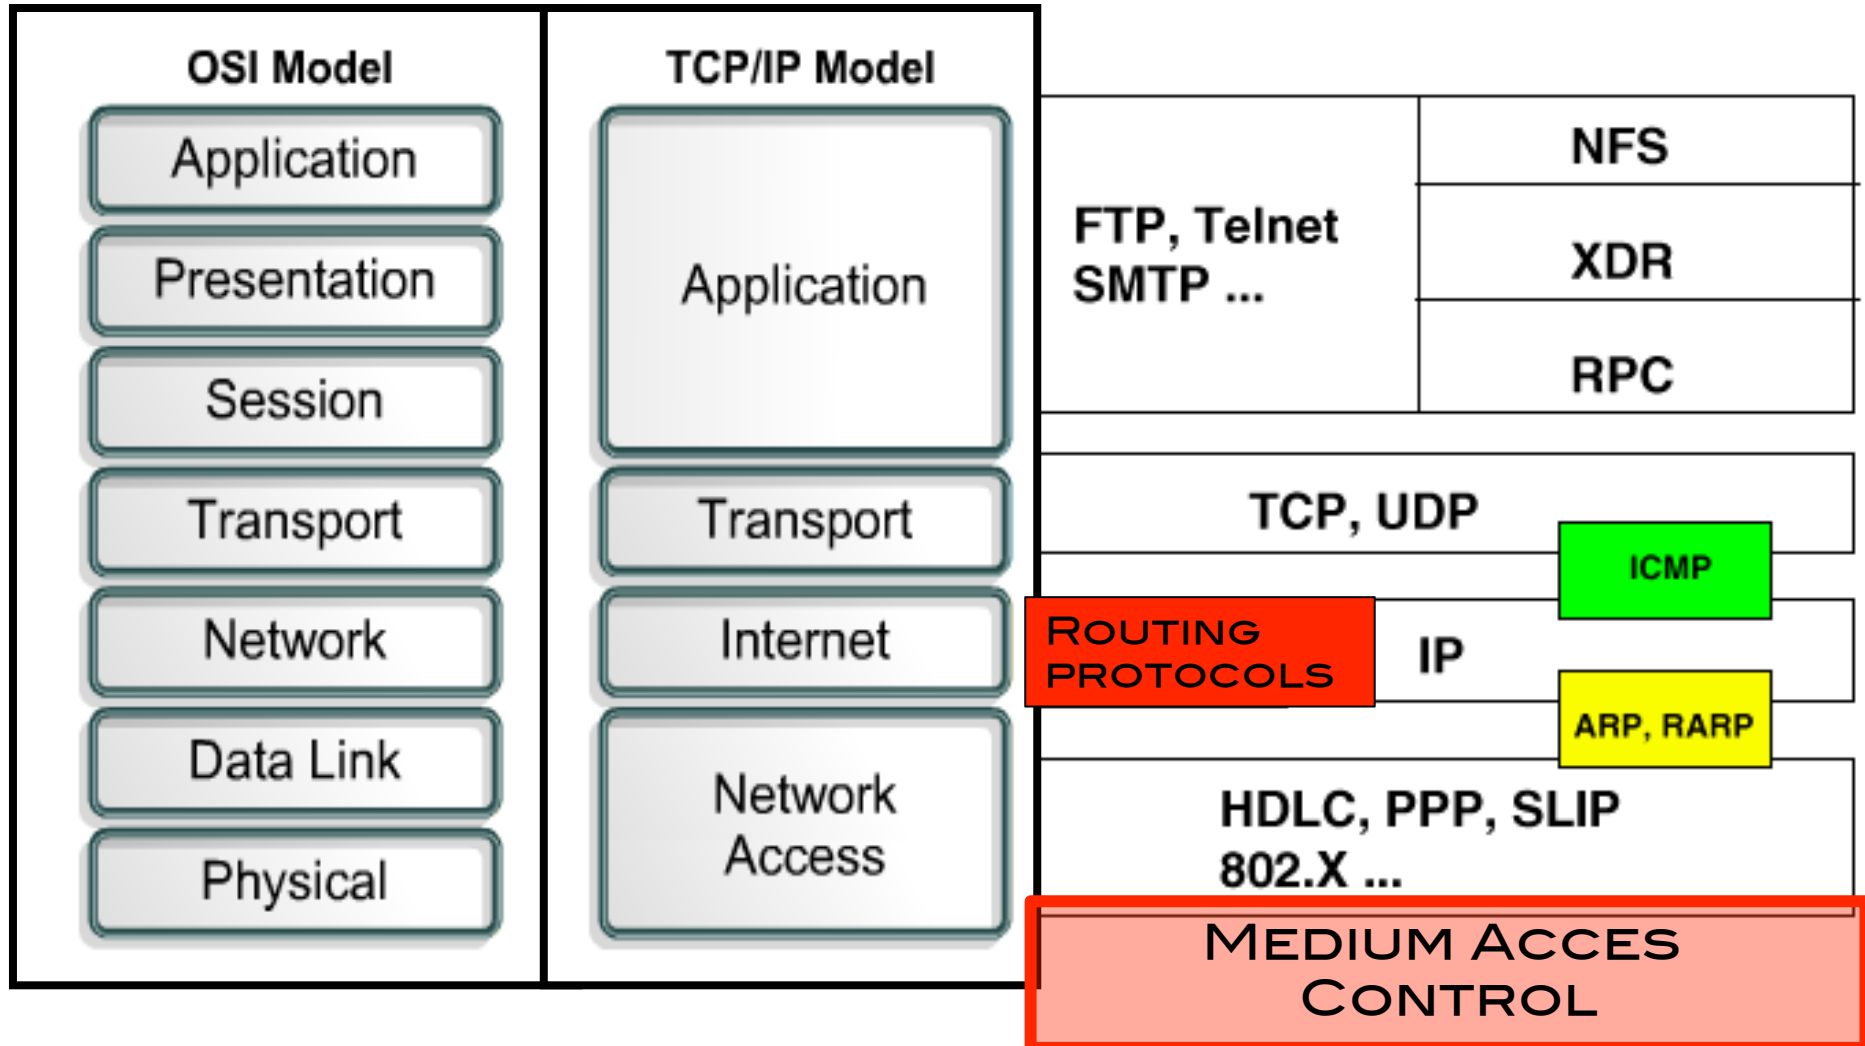 OSI Model
Application
Presentation
Session
Transport
Network
Data Link
Physical
TCP/IP Model
Application
Transport
Internet
Network
Access
FTP, Telnet
SMTP ...
NFS
XDR
RPC
TCP, UDP
ICMP
ROUTING
PROTOCOLS
IP
ARP, RARP
HDLC, PPP, SLIP
802.X ...
MEDIUM ACCES
CONTROL